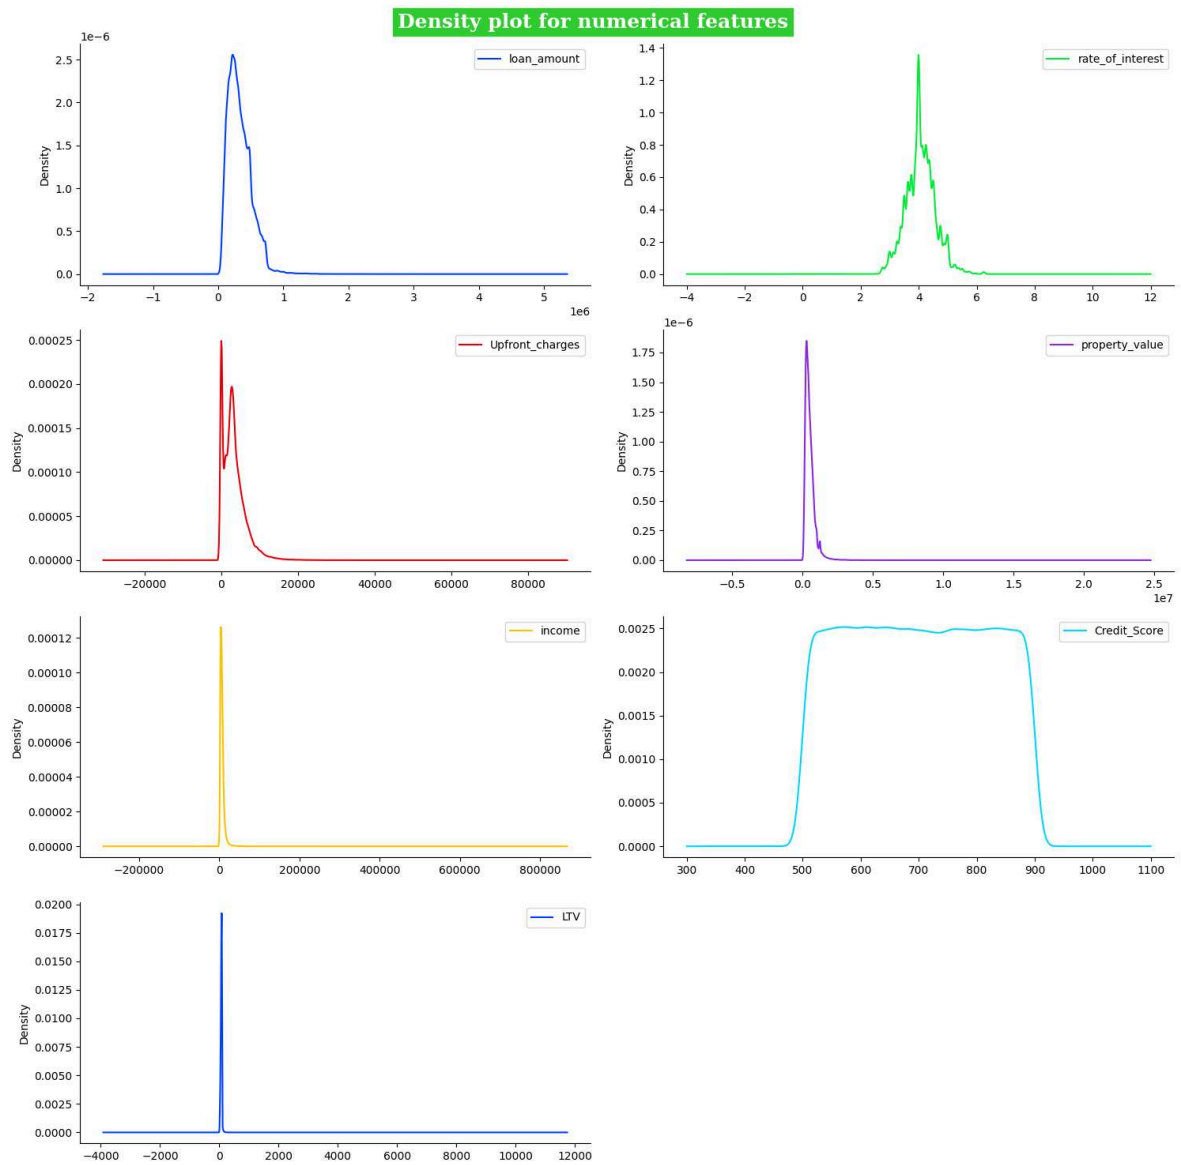 Density plot for numerical features
1e−6
loan_amount
2.5
2.0
1.5
1.0
0.5
0.0
Density
−2 −1 0 1 2 3 4 5
1e6
rate_of_interest
1.4
1.2
1.0
0.8
0.6
0.4
0.2
0.0
Density
−4 −2 0 2 4 6 8 10 12
Upfront_charges
0.00025
0.00020
0.00015
0.00010
0.00005
0.00000
Density
−20000 0 20000 40000 60000 80000
1e−6
property_value
1.75
1.50
1.25
1.00
0.75
0.50
0.25
0.00
Density
−0.5 0.0 0.5 1.0 1.5 2.0 2.5
1e7
income
0.00012
0.00010
0.00008
0.00006
0.00004
0.00002
0.00000
Density
−200000 0 200000 400000 600000 800000
Credit_Score
0.0025
0.0020
0.0015
0.0010
0.0005
0.0000
Density
300 400 500 600 700 800 900 1000 1100
LTV
0.0200
0.0175
0.0150
0.0125
0.0100
0.0075
0.0050
0.0025
0.0000
Density
−4000 −2000 0 2000 4000 6000 8000 10000 12000